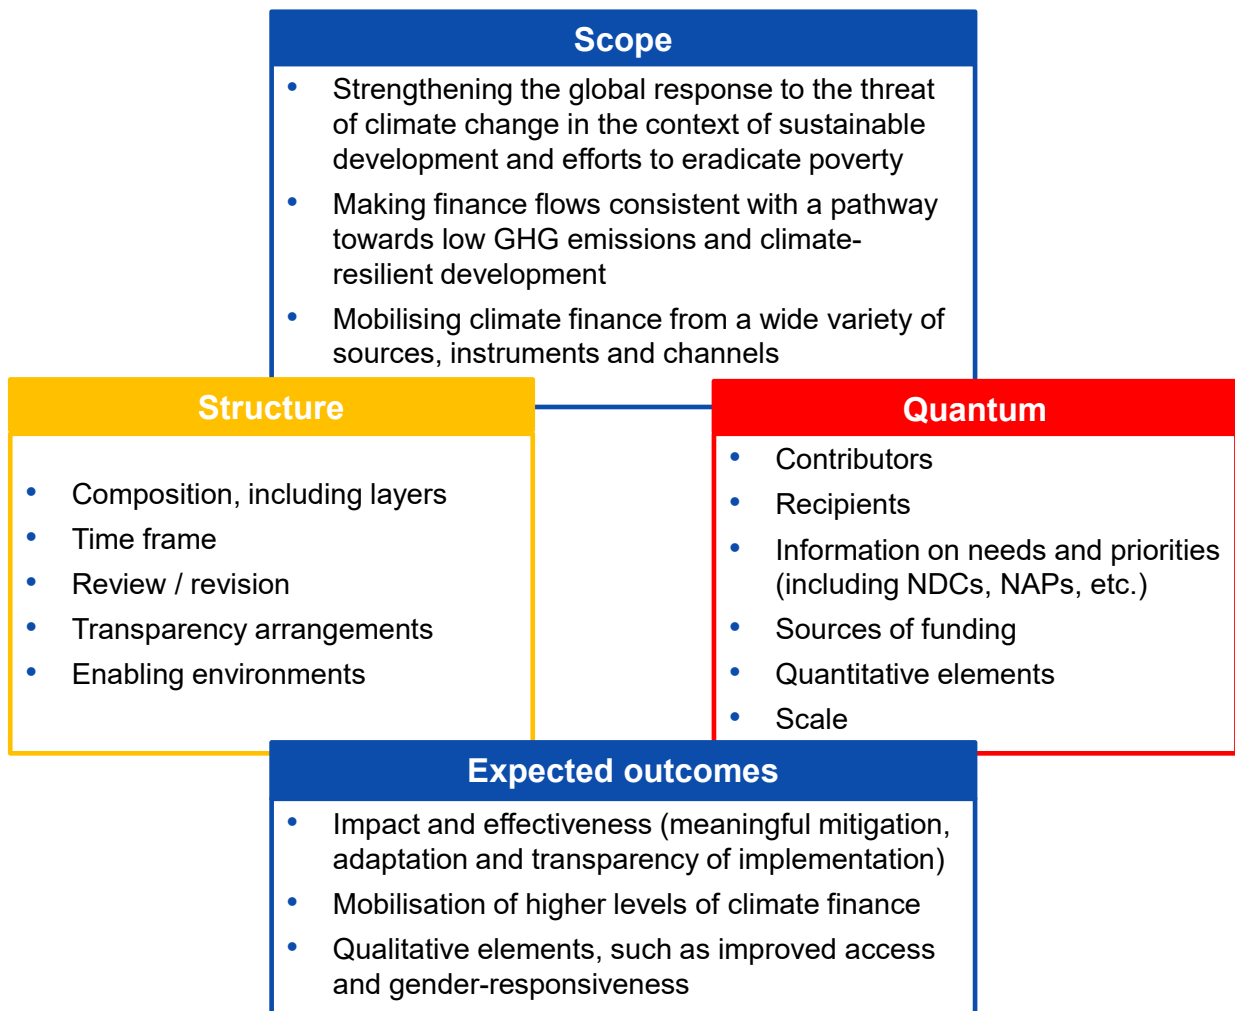 Scope
• Strengthening the global response to the threat
of climate change in the context of sustainable
development and efforts to eradicate poverty
• Making finance flows consistent with a pathway
towards low GHG emissions and climate-
resilient development
• Mobilising climate finance from a wide variety of
sources, instruments and channels
Structure
• Composition, including layers
• Time frame
• Review / revision
• Transparency arrangements
• Enabling environments
Quantum
• Contributors
• Recipients
• Information on needs and priorities
(including NDCs, NAPs, etc.)
• Sources of funding
• Quantitative elements
• Scale
Expected outcomes
• Impact and effectiveness (meaningful mitigation,
adaptation and transparency of implementation)
• Mobilisation of higher levels of climate finance
• Qualitative elements, such as improved access
and gender-responsiveness